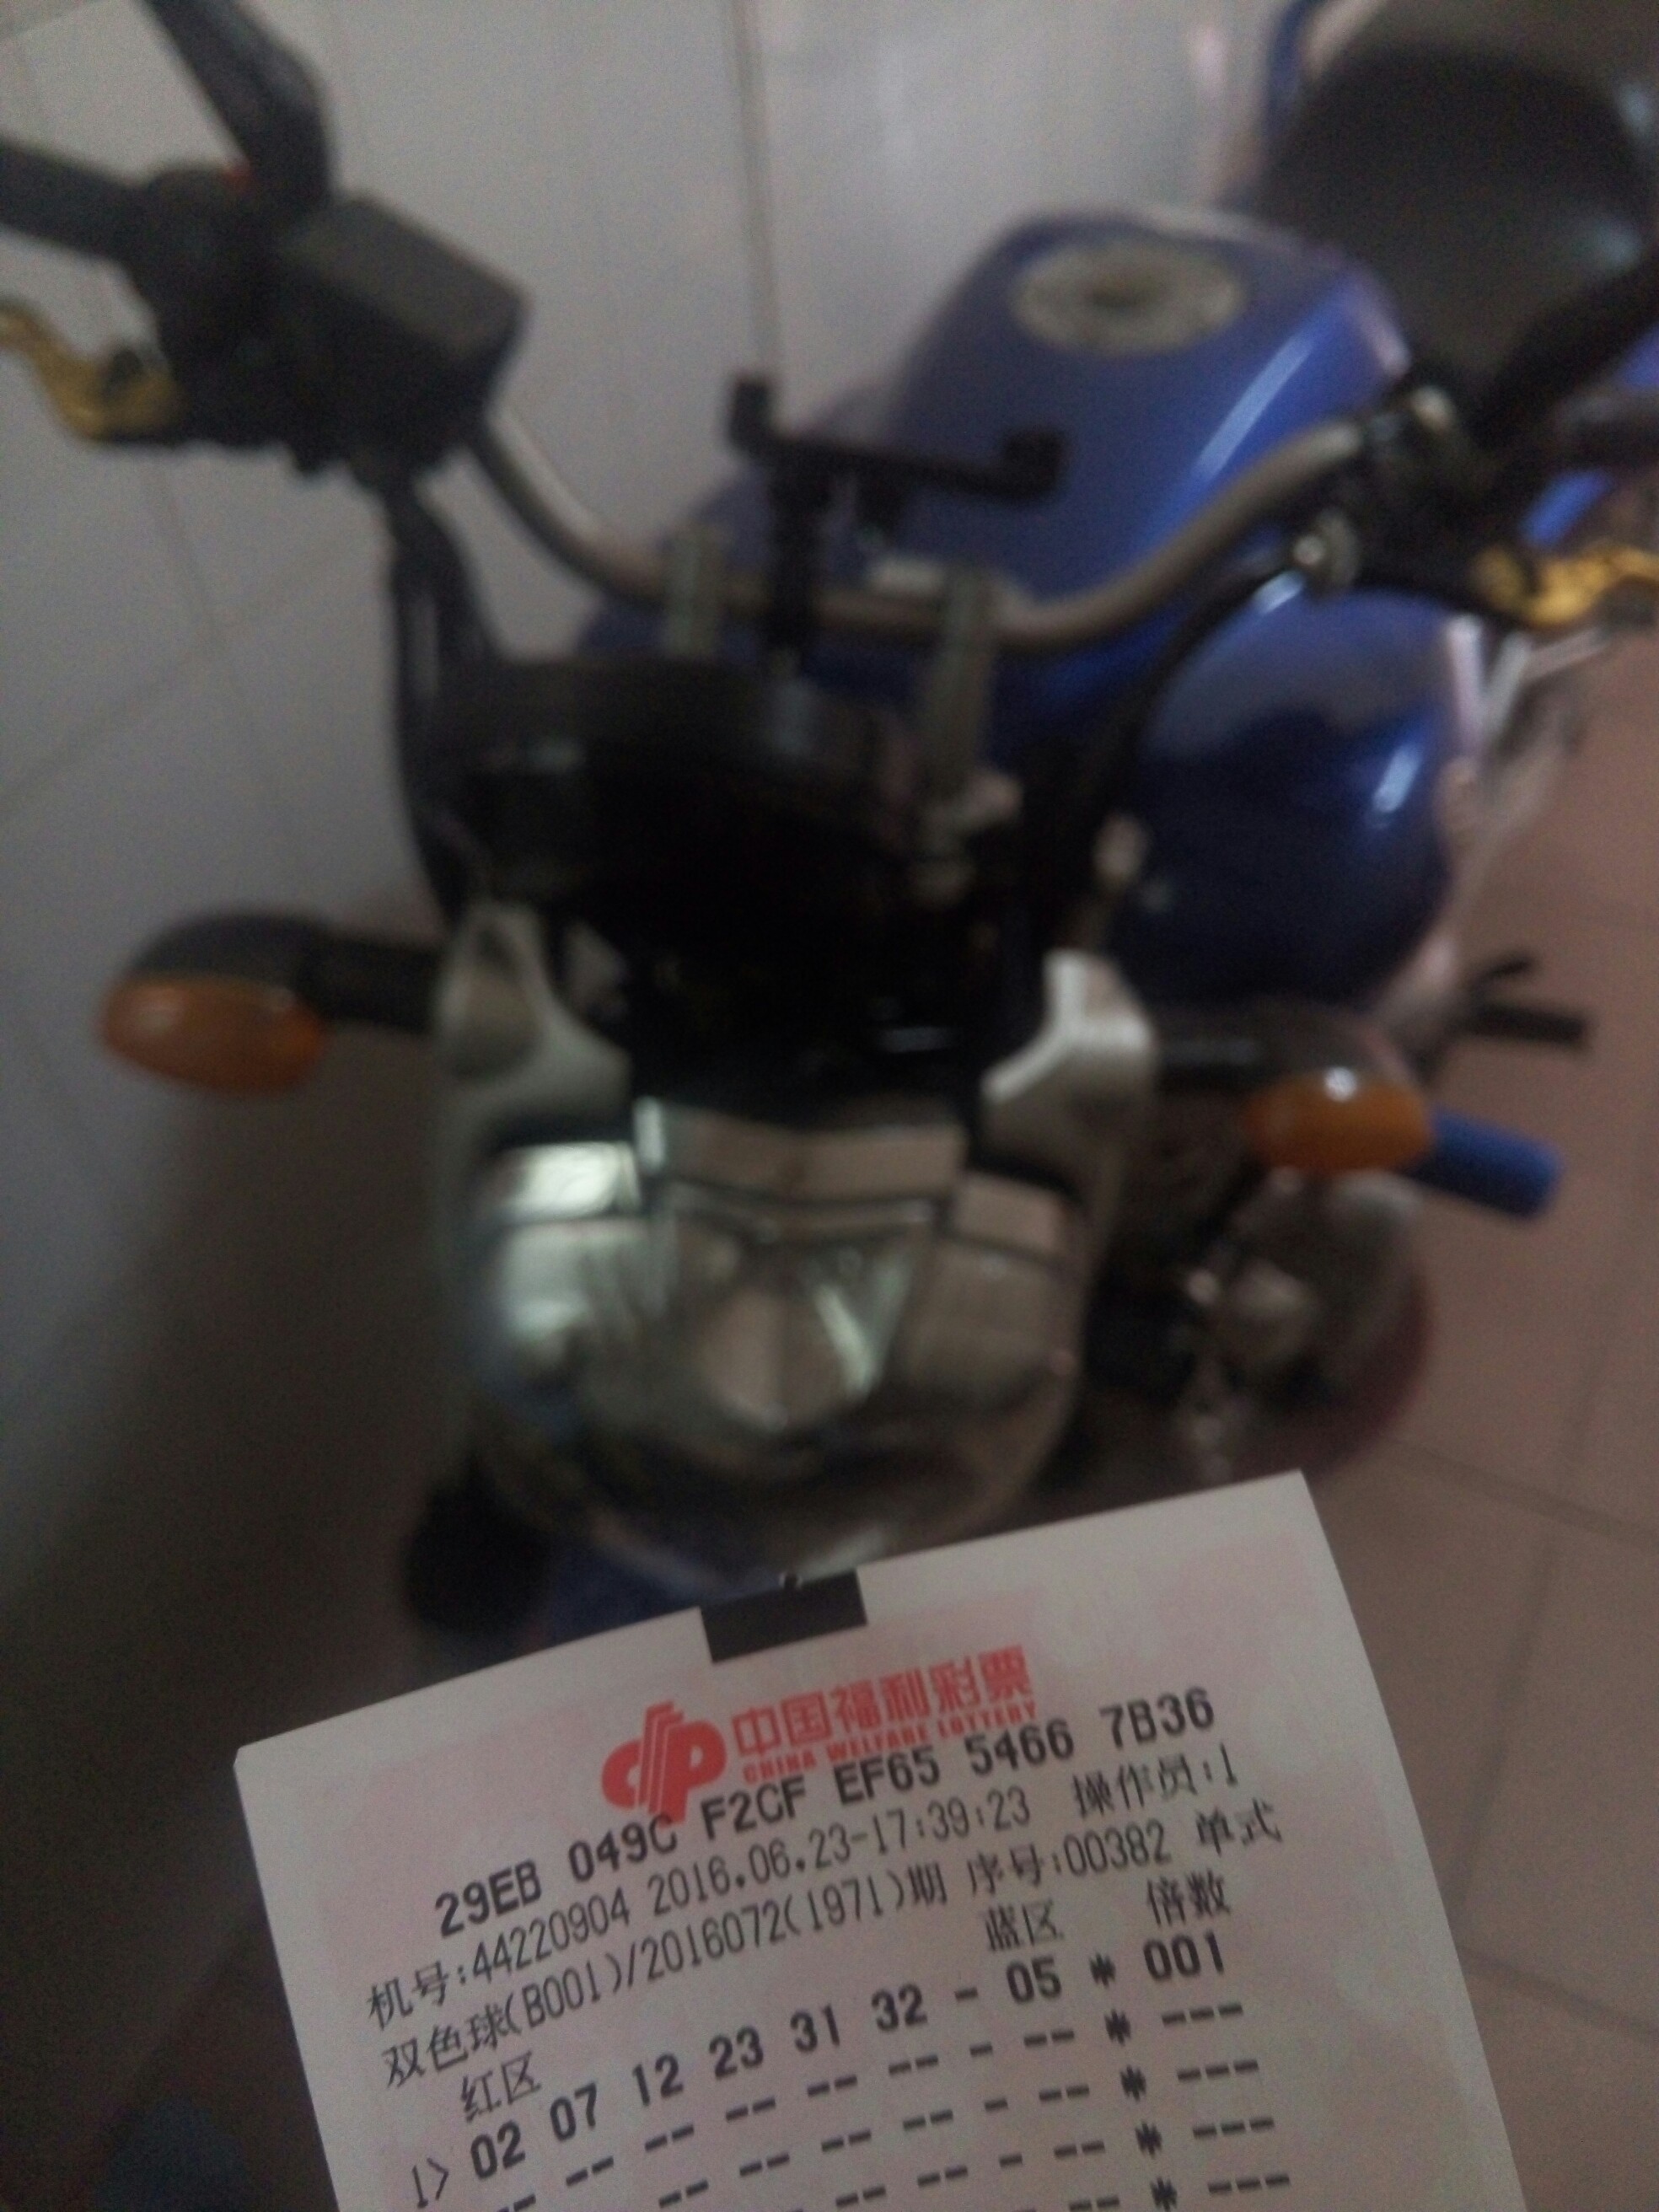 中国福利彩票
CHINA WELFARE LOTTERY
29EB 049C F2CF EF65 5466 7B36
机号:44220904 2016.06.23-17:39:23 操作员:1
双色球(B001)/2016072(1971)期 序号:00382 单式
红区 蓝区 倍数
1> 02 07 12 23 31 32 - 05 * 001
-- -- -- -- -- -- - -- * ---
-- -- -- -- - -- * ---
-- -- - -- * ---
-- * ---